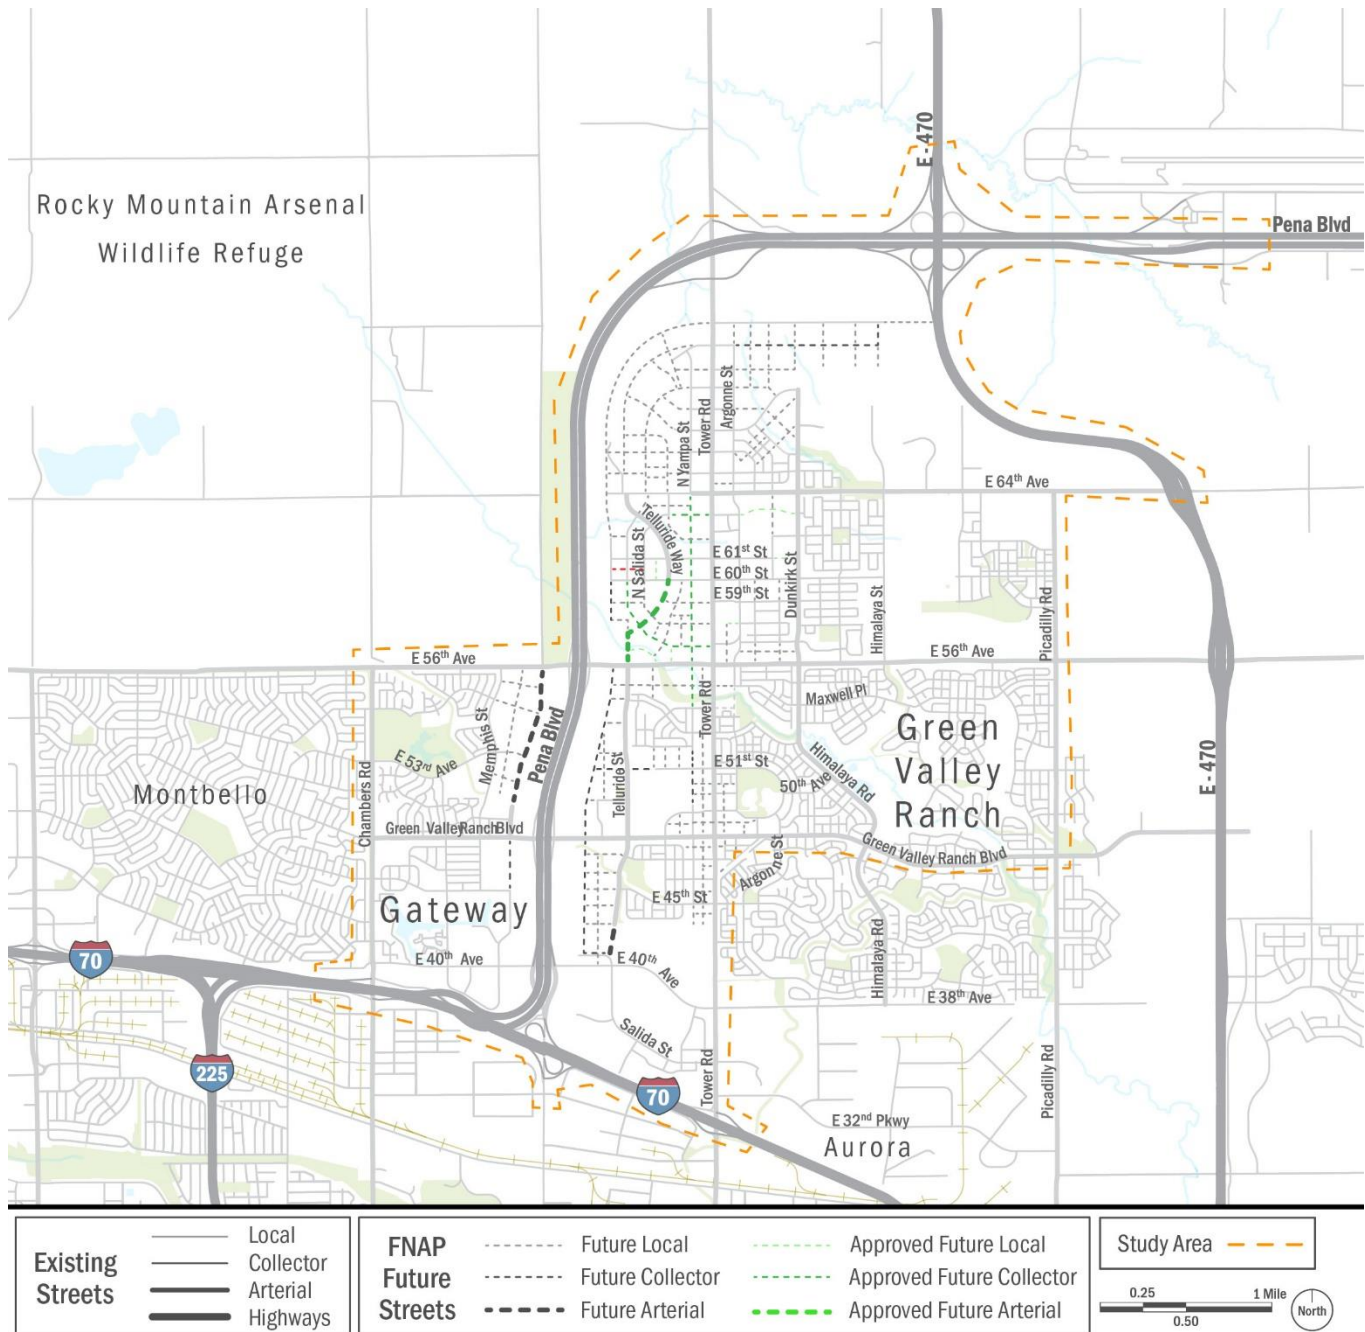 E - 470
Rocky Mountain Arsenal
Wildlife Refuge
Pena Blvd
Argonne St
Tower Rd
N Yampa St
E 64th Ave
Telluride Way
N Salida St
E 61st St
E 60th St
E 59th St
Dunkirk St
Himalaya St
Picadilly Rd
E 56th Ave
E 56th Ave
Maxwell Pl
Memphis St
Pena Blvd
Tower Rd
Green
Valley
Ranch
E 53rd Ave
E 51st St
50th Ave
Himalaya Rd
E - 470
Montbello
Chambers Rd
Telluride St
Green Valley Ranch Blvd
Green Valley Ranch Blvd
Argonne St
E 45th St
Gateway
70
E 40th Ave
E 40th Ave
Himalaya Rd
E 38th Ave
Salida St
225
70
Tower Rd
Picadilly Rd
E 32nd Pkwy
Aurora
Existing
Streets
Local
Collector
Arterial
Highways
FNAP
Future
Streets
Future Local
Future Collector
Future Arterial
Approved Future Local
Approved Future Collector
Approved Future Arterial
Study Area
0.25
1 Mile
0.50
North